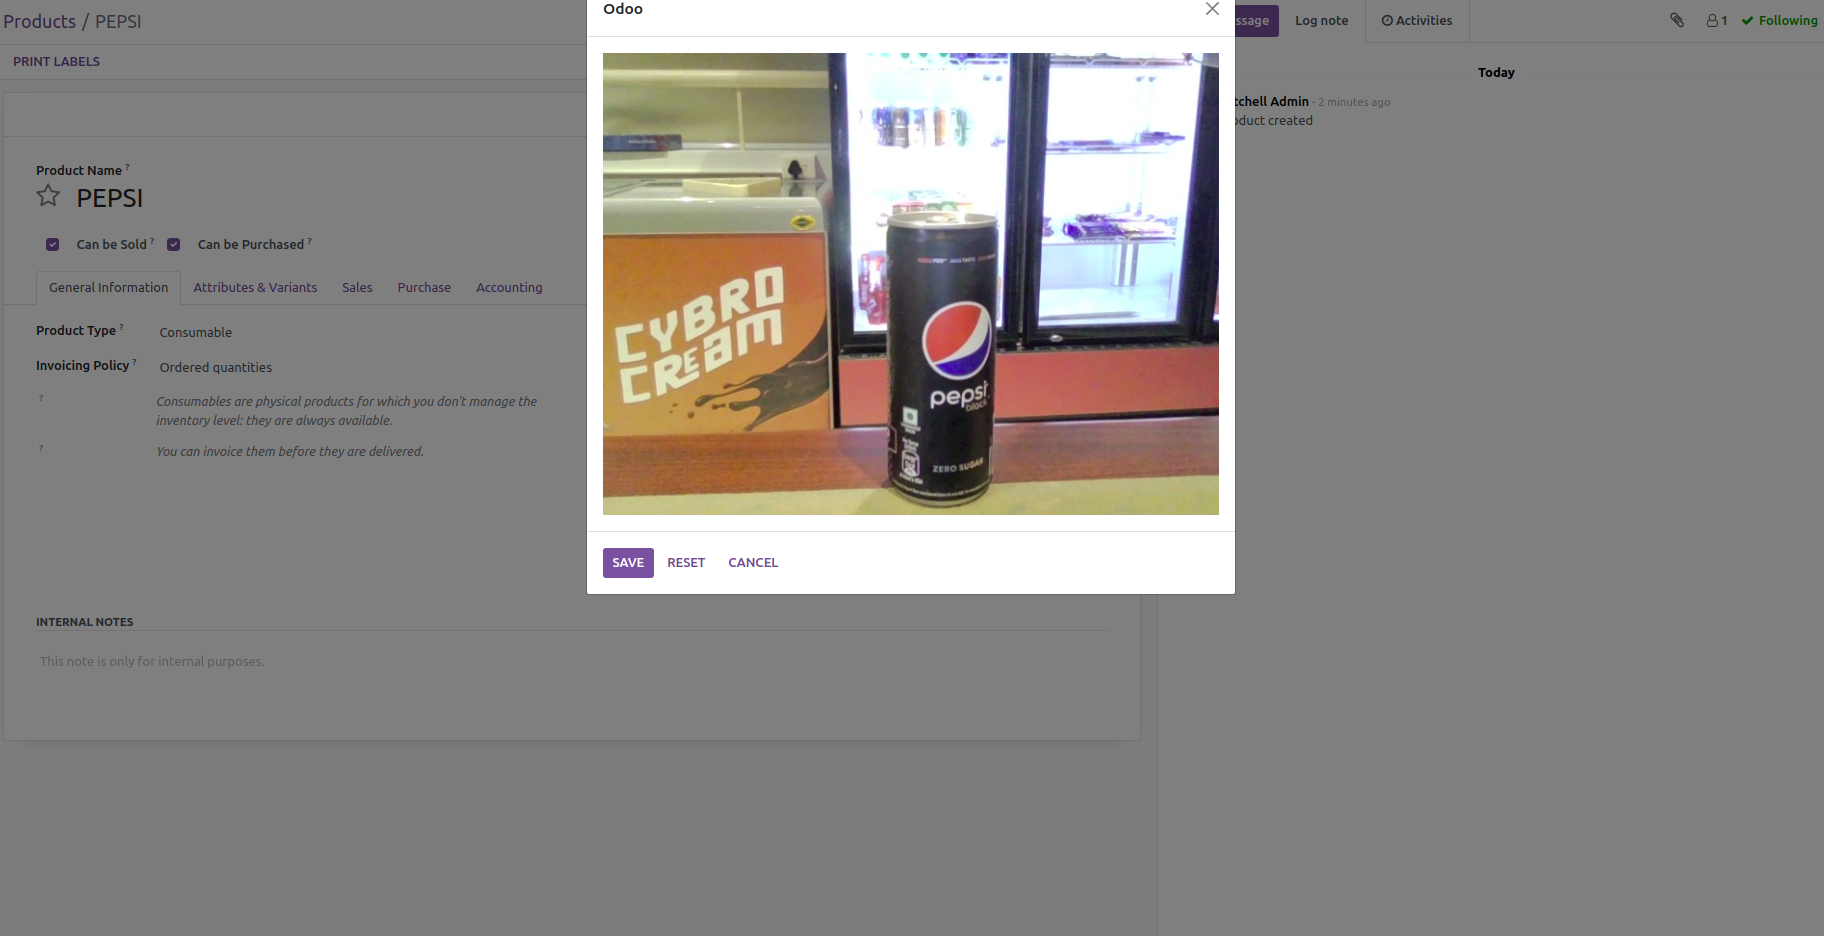 Products / PEPSI
PRINT LABELS
Product Name ?
PEPSI
Can be Sold ?
Can be Purchased ?
General Information
Attributes & Variants
Sales
Purchase
Accounting
Product Type ?
Consumable
Invoicing Policy ?
Ordered quantities
?
Consumables are physical products for which you don't manage the
inventory level: they are always available.
?
You can invoice them before they are delivered.
INTERNAL NOTES
This note is only for internal purposes.
Odoo
CYBRO
CREAM
MAX TASTE
pepsi
black
ZERO SUGAR
SAVE
RESET
CANCEL
ssage
Log note
Activities
1
Following
Today
tchell Admin - 2 minutes ago
oduct created